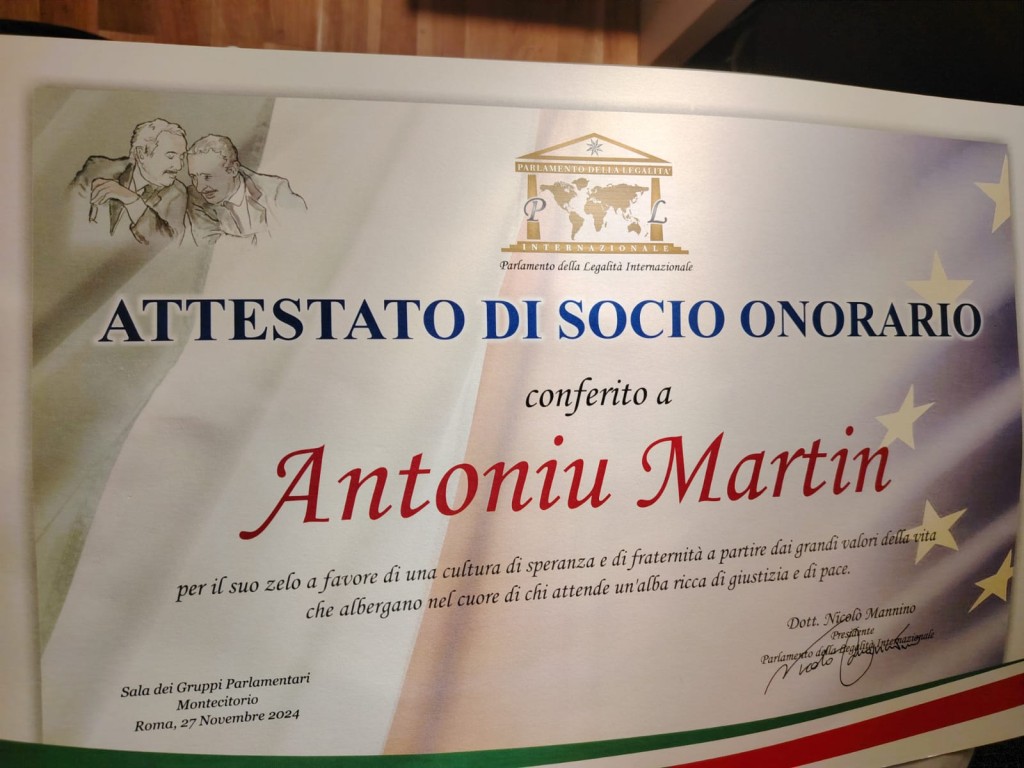 PARLAMENTO DELLA LEGALITA'
P L
INTERNAZIONALE
Parlamento della Legalità Internazionale
ATTESTATO DI SOCIO ONORARIO
conferito a
Antoniu Martin
per il suo zelo a favore di una cultura di speranza e di fraternità a partire dai grandi valori della vita
che albergano nel cuore di chi attende un'alba ricca di giustizia e di pace.
Dott. Nicolò Mannino
Presidente
Parlamento della Legalità Internazionale
Sala dei Gruppi Parlamentari
Montecitorio
Roma, 27 Novembre 2024